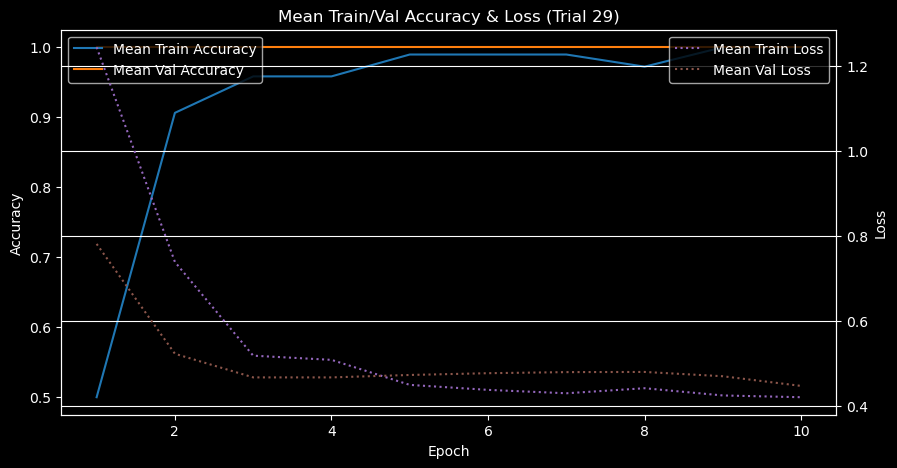 Mean Train/Val Accuracy & Loss (Trial 29)
Mean Train Accuracy
Mean Val Accuracy
Mean Train Loss
Mean Val Loss
Accuracy
1.0
0.9
0.8
0.7
0.6
0.5
1.2
1.0
0.8
0.6
0.4
Loss
2
4
6
8
10
Epoch